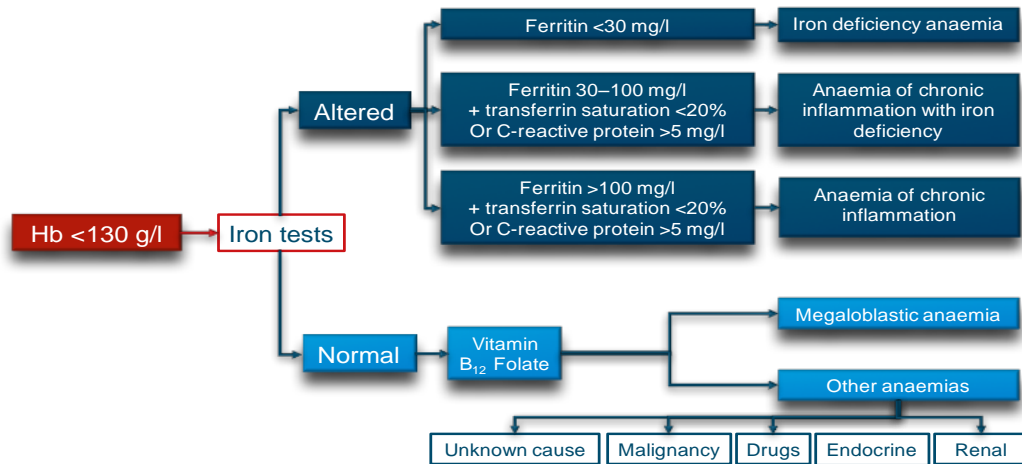 Hb <130 g/l
Iron tests
Altered
Ferritin <30 mg/l
Iron deficiency anaemia
Ferritin 30–100 mg/l
+ transferrin saturation <20%
Or C-reactive protein >5 mg/l
Anaemia of chronic
inflammation with iron
deficiency
Ferritin >100 mg/l
+ transferrin saturation <20%
Or C-reactive protein >5 mg/l
Anaemia of chronic
inflammation
Normal
Vitamin
B₁₂ Folate
Megaloblastic anaemia
Other anaemias
Unknown cause
Malignancy
Drugs
Endocrine
Renal